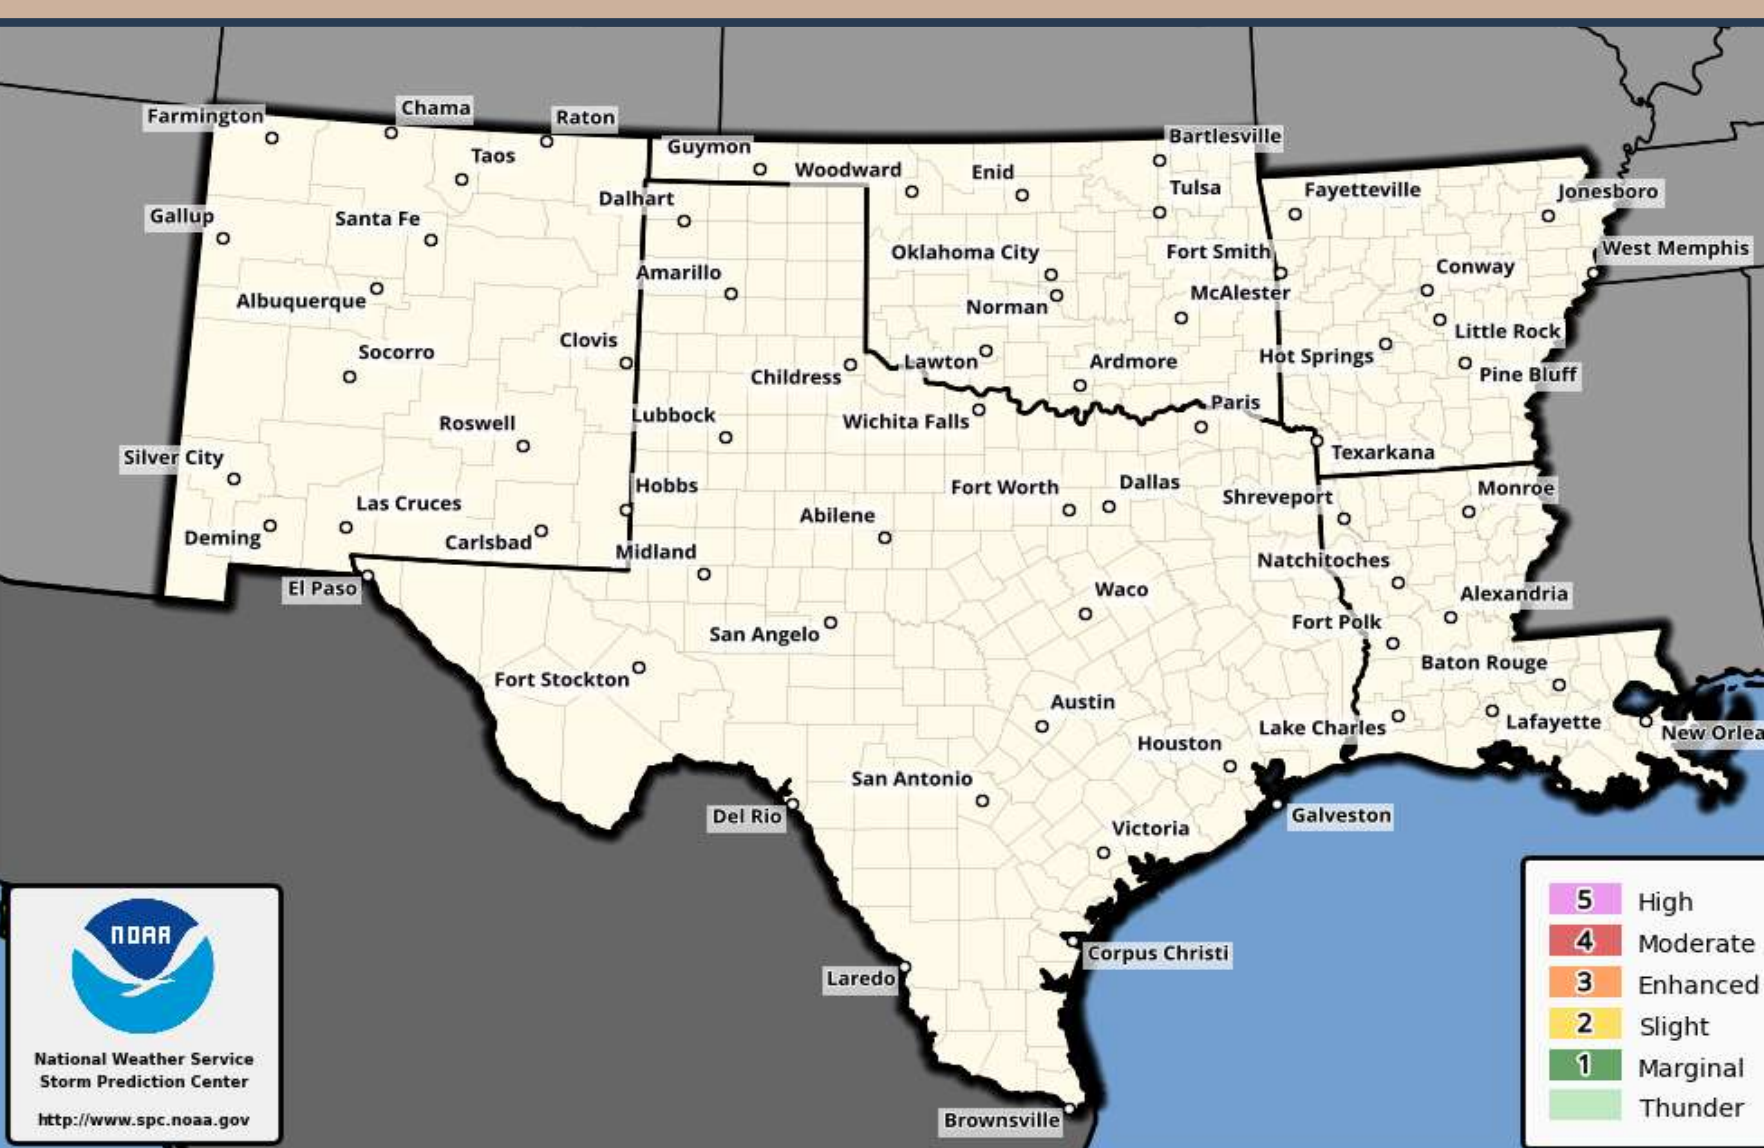 Farmington
Chama
Raton
Taos
Guymon
Woodward
Enid
Bartlesville
Tulsa
Fayetteville
Jonesboro
Gallup
Santa Fe
Dalhart
Oklahoma City
Fort Smith
West Memphis
Albuquerque
Amarillo
Norman
McAlester
Conway
Little Rock
Socorro
Clovis
Childress
Lawton
Ardmore
Hot Springs
Pine Bluff
Roswell
Lubbock
Wichita Falls
Paris
Texarkana
Silver City
Hobbs
Fort Worth
Dallas
Shreveport
Monroe
Las Cruces
Deming
Carlsbad
Midland
Abilene
Natchitoches
El Paso
San Angelo
Waco
Alexandria
Fort Polk
Fort Stockton
Baton Rouge
Austin
Houston
Lake Charles
Lafayette
New Orlea
San Antonio
Del Rio
Victoria
Galveston
Corpus Christi
Laredo
Brownsville
NOAA
National Weather Service
Storm Prediction Center
http://www.spc.noaa.gov
5 High
4 Moderate
3 Enhanced
2 Slight
1 Marginal
Thunder